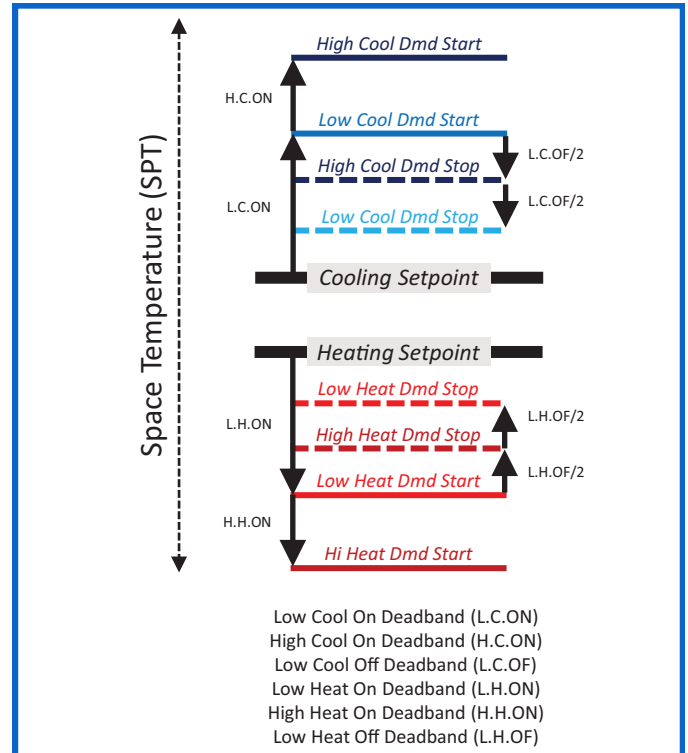 High Cool Dmd Start
H.C.ON
Low Cool Dmd Start
L.C.OF/2
High Cool Dmd Stop
L.C.ON
L.C.OF/2
Low Cool Dmd Stop
Cooling Setpoint
Space Temperature (SPT)
Heating Setpoint
Low Heat Dmd Stop
L.H.OF/2
L.H.ON
High Heat Dmd Stop
L.H.OF/2
Low Heat Dmd Start
H.H.ON
Hi Heat Dmd Start
Low Cool On Deadband (L.C.ON)
High Cool On Deadband (H.C.ON)
Low Cool Off Deadband (L.C.OF)
Low Heat On Deadband (L.H.ON)
High Heat On Deadband (H.H.ON)
Low Heat Off Deadband (L.H.OF)